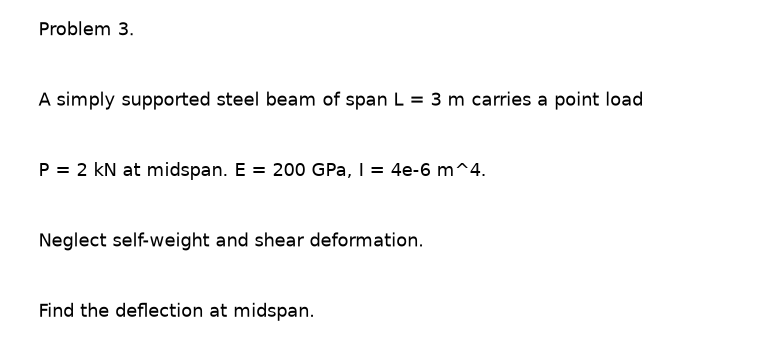 Problem 3.
A simply supported steel beam of span L = 3 m carries a point load
P = 2 kN at midspan. E = 200 GPa, I = 4e-6 m^4.
Neglect self-weight and shear deformation.
Find the deflection at midspan.